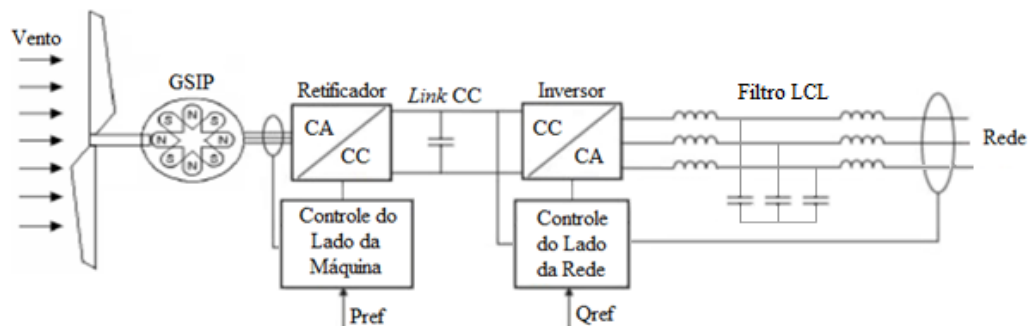 Vento
GSIP
N
S
N
S
N
S
N
S
Retificador
CA
CC
Link CC
Inversor
CC
CA
Filtro LCL
Rede
Controle do
Lado da
Máquina
Controle
do Lado
da Rede
Pref
Qref